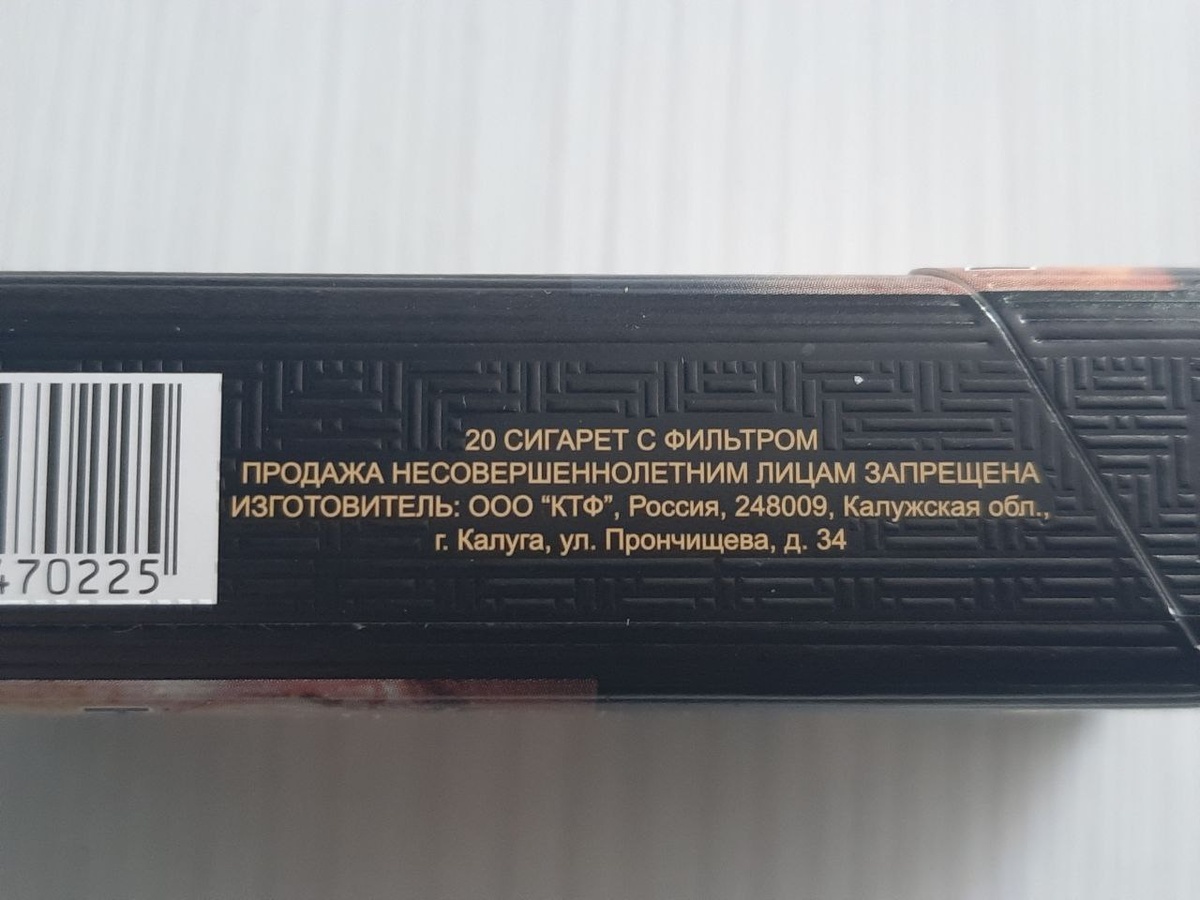 20 СИГАРЕТ С ФИЛЬТРОМ
ПРОДАЖА НЕСОВЕРШЕННОЛЕТНИМ ЛИЦАМ ЗАПРЕЩЕНА
ИЗГОТОВИТЕЛЬ: ООО “КТФ”, Россия, 248009, Калужская обл.,
г. Калуга, ул. Прончищева, д. 34
470225